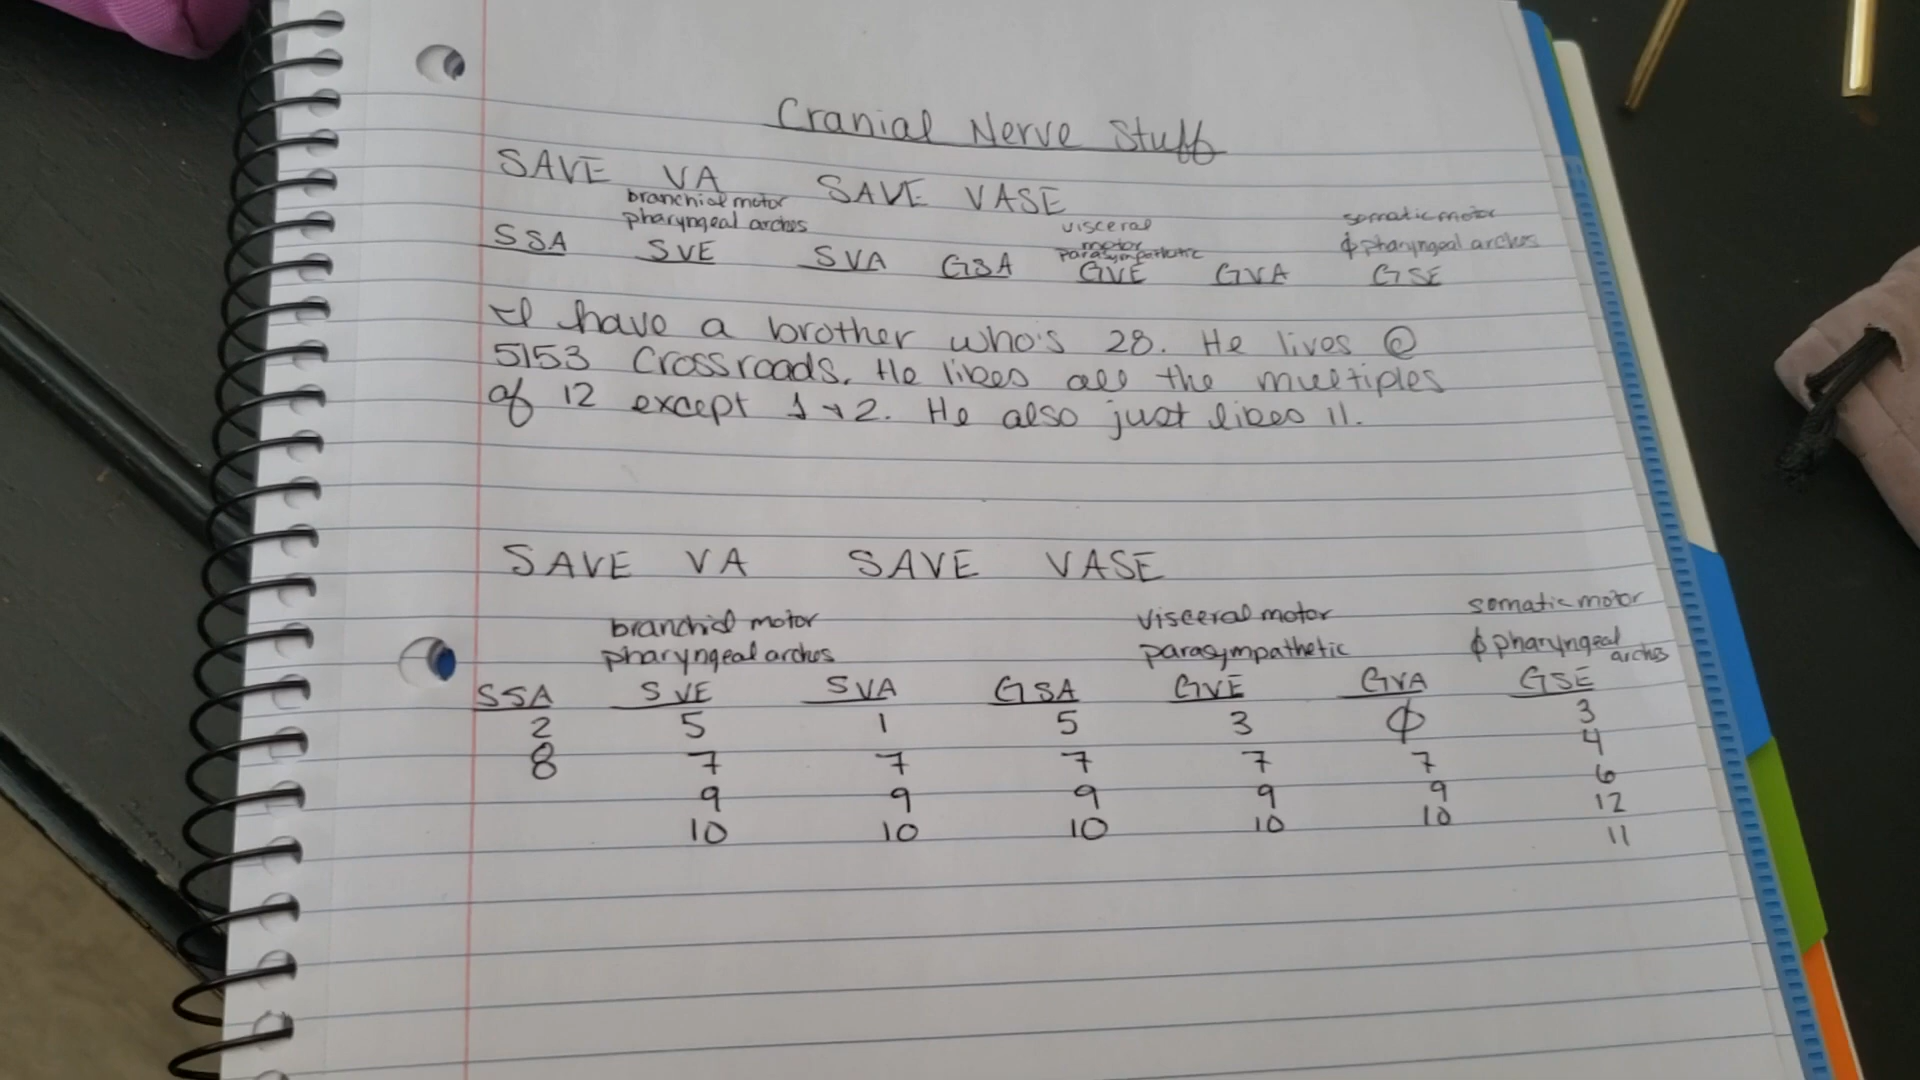 Cranial Nerve Stuff
SAVE VA SAVE VASE
branchial motor pharyngeal arches
visceral motor parasympathetic
somatic motor ϕ pharyngeal arches
SSA SVE SVA GSA GVE GVA GSE
I have a brother who's 28. He lives @
5153 Crossroads. He likes all the multiples
of 12 except 1 + 2. He also just likes 11.
SAVE VA SAVE VASE
branchial motor visceral motor somatic motor
pharyngeal arches parasympathetic ϕ pharyngeal arches
SSA SVE SVA GSA GVE GVA GSE
2 5 1 5 3 ϕ 3
8 7 7 7 7 7 4
9 9 9 9 9 6
10 10 10 10 10 12
11